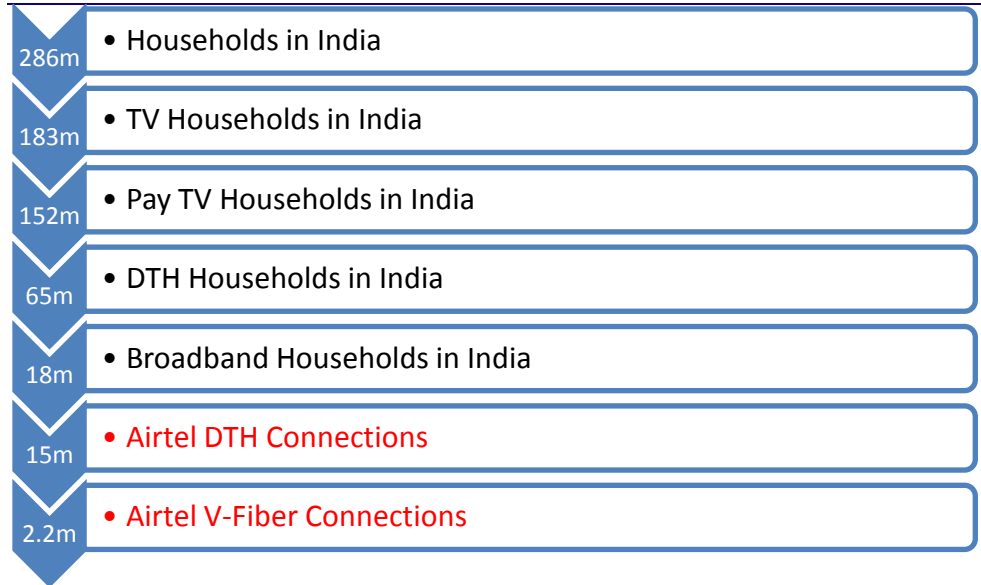 286m
• Households in India
183m
• TV Households in India
152m
• Pay TV Households in India
65m
• DTH Households in India
18m
• Broadband Households in India
15m
• Airtel DTH Connections
2.2m
• Airtel V-Fiber Connections